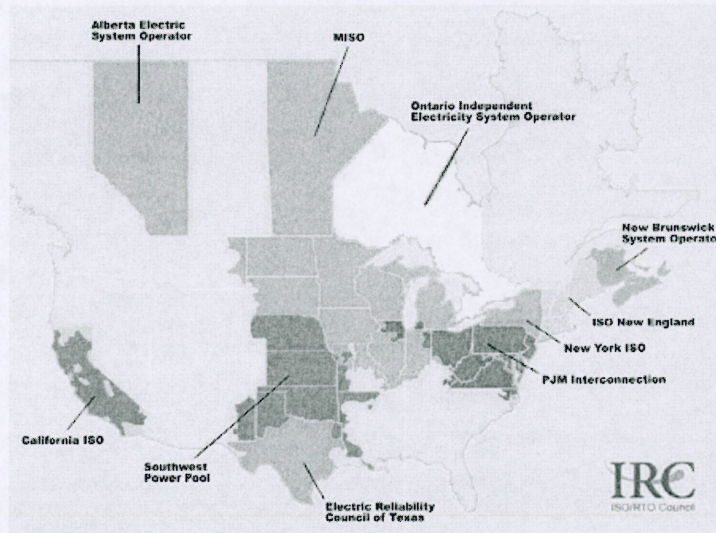 Alberta Electric
System Operator
MISO
Ontario Independent
Electricity System Operator
New Brunswick
System Operato
ISO New England
New York ISO
PJM Interconnection
California ISO
Southwest
Power Pool
Electric Reliability
Council of Texas
IRC
ISO/RTO Council